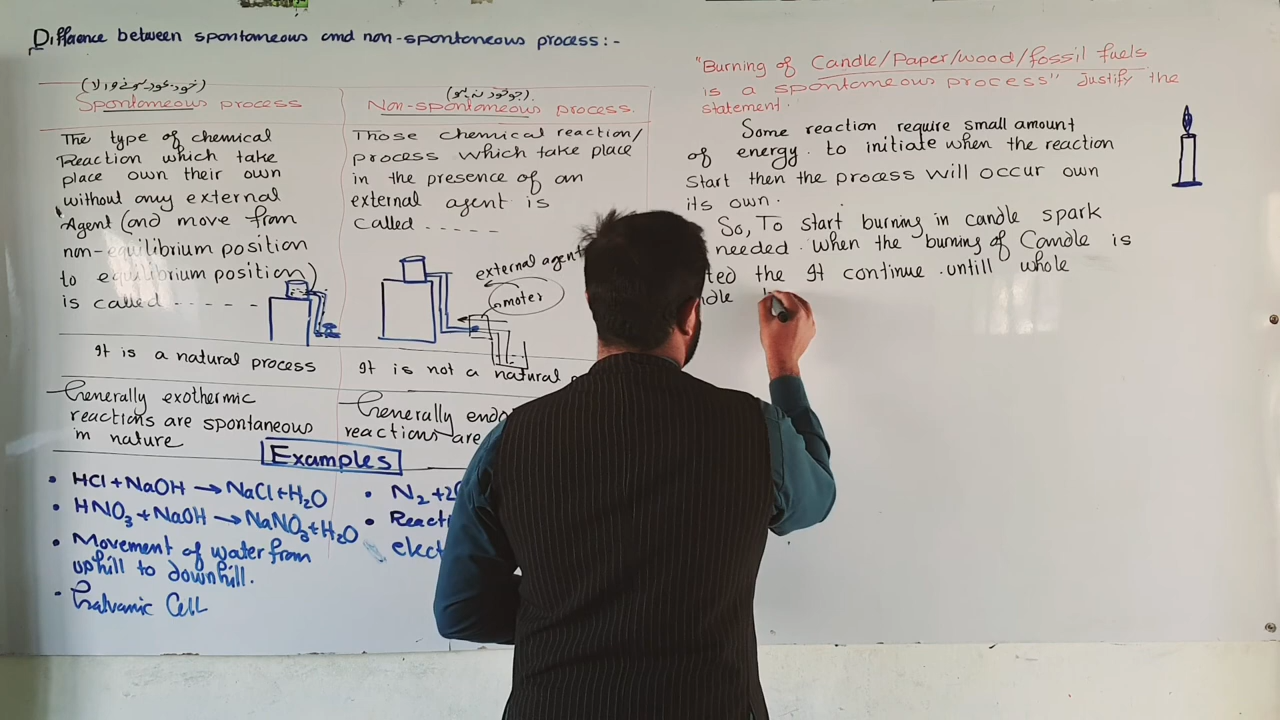 Difference between spontaneous and non-spontaneous process:-
Spontaneous process
The type of chemical
Reaction which take
place own their own
without any external
Agent (and move from
non-equilibrium position
to equilibrium position)
is called - - - - - -
It is a natural process
Generally exothermic
reactions are spontaneous
in nature
Non-spontaneous process.
Those chemical reaction/
process which take place
in the presence of an
external agent is
called - - - - -
external agent
moter
It is not a natural
Generally
reactions are
Examples
• HCl + NaOH → NaCl + H₂O
• HNO₃ + NaOH → NaNO₃ + H₂O
• Movement of water from
uphill to downhill.
• Galvanic Cell
• N₂ +
•
"Burning of Candle/Paper/wood/fossil fuels
is a spontaneous process" Justify the
statement.
Some reaction require small amount
of energy. to initiate when the reaction
start then the process will occur own
its own.
So, To start burning in candle spark
needed. when the burning of Candle is
the It continue untill whole